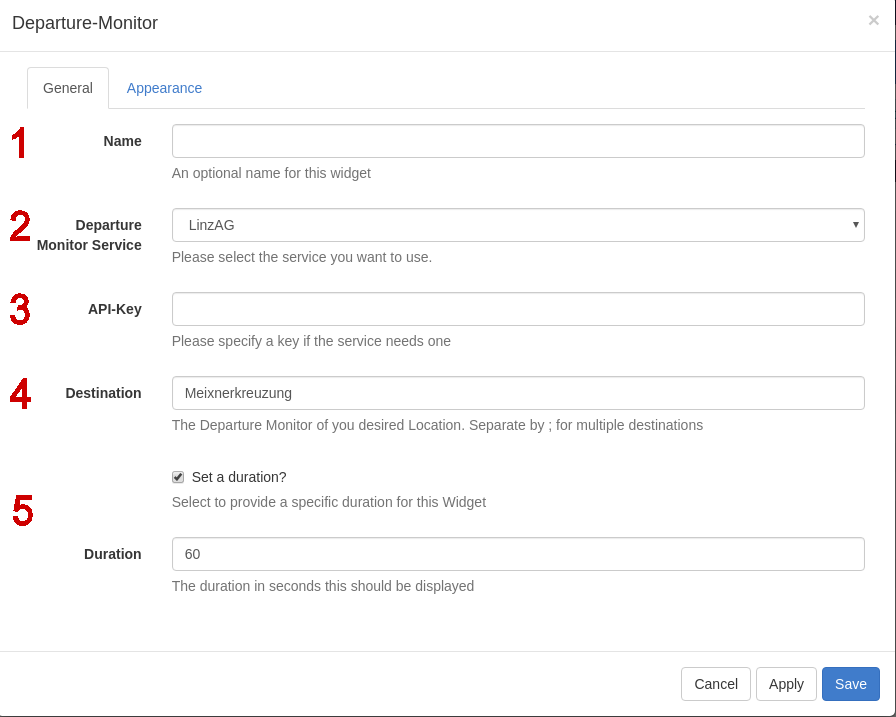 Departure-Monitor ×
General Appearance
1 Name
An optional name for this widget
2 Departure Monitor Service LinzAG ▾
Please select the service you want to use.
3 API-Key
Please specify a key if the service needs one
4 Destination Meixnerkreuzung
The Departure Monitor of you desired Location. Separate by ; for multiple destinations
Set a duration?
Select to provide a specific duration for this Widget
5
Duration 60
The duration in seconds this should be displayed
Cancel Apply Save